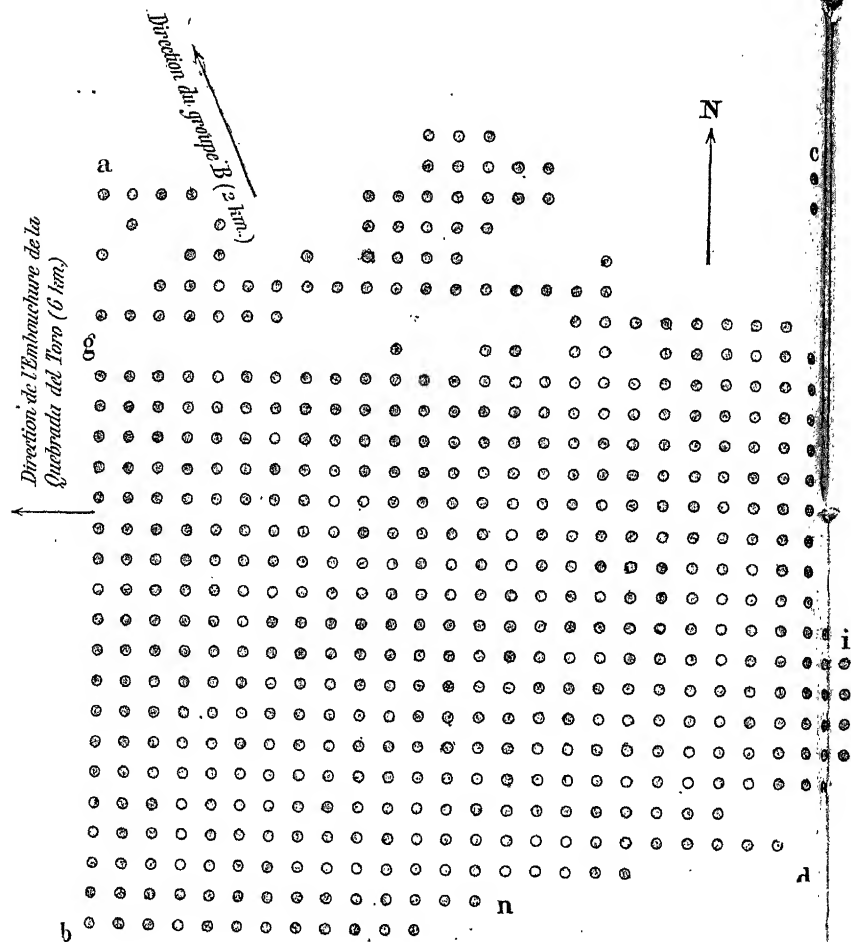 Direction du groupe B (2 km.)
N
c
a
Direction de l'Embouchure de la
Quebrada del Toro (6 km.)
g
i
d
n
b